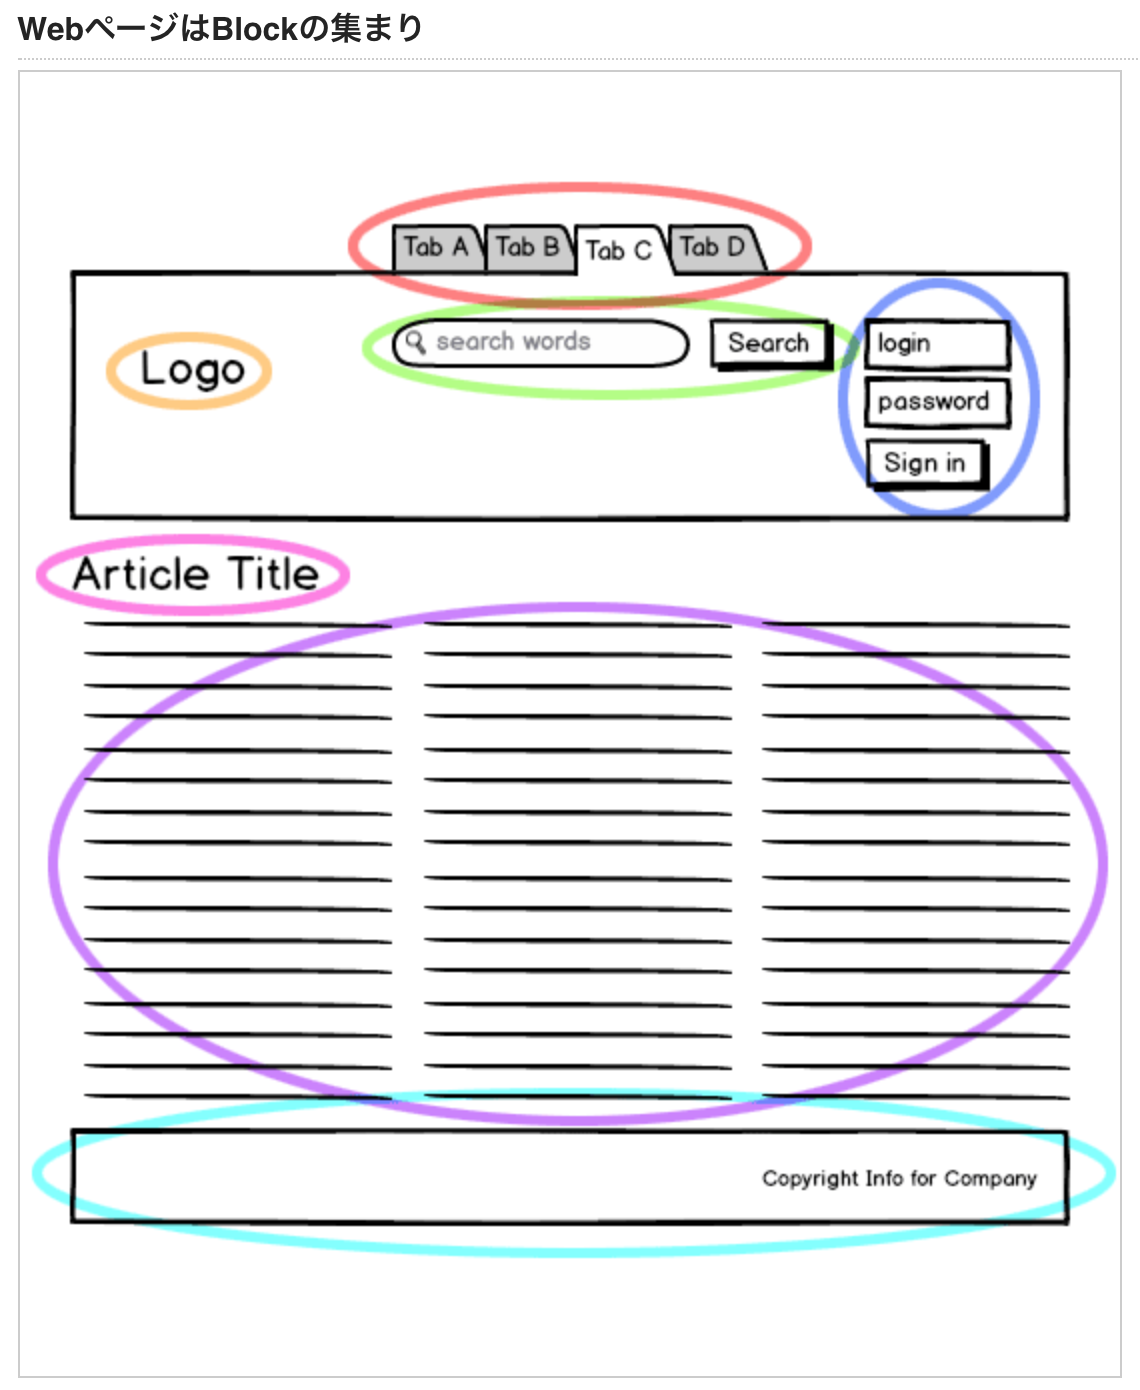 WebページはBlockの集まり
Tab A Tab B Tab C Tab D
search words Search
login
Logo
password
Sign in
Article Title
Copyright Info for Company